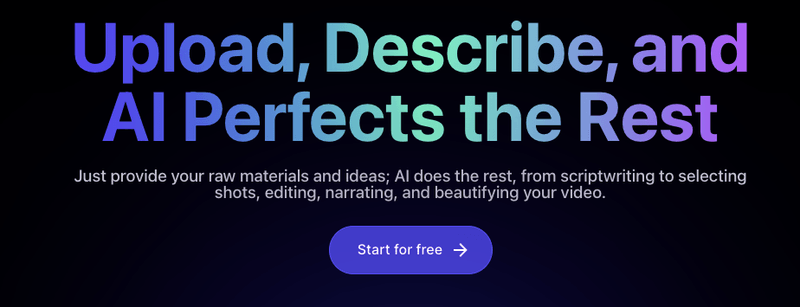 Upload, Describe, and
AI Perfects the Rest
Just provide your raw materials and ideas; AI does the rest, from scriptwriting to selecting
shots, editing, narrating, and beautifying your video.
Start for free →